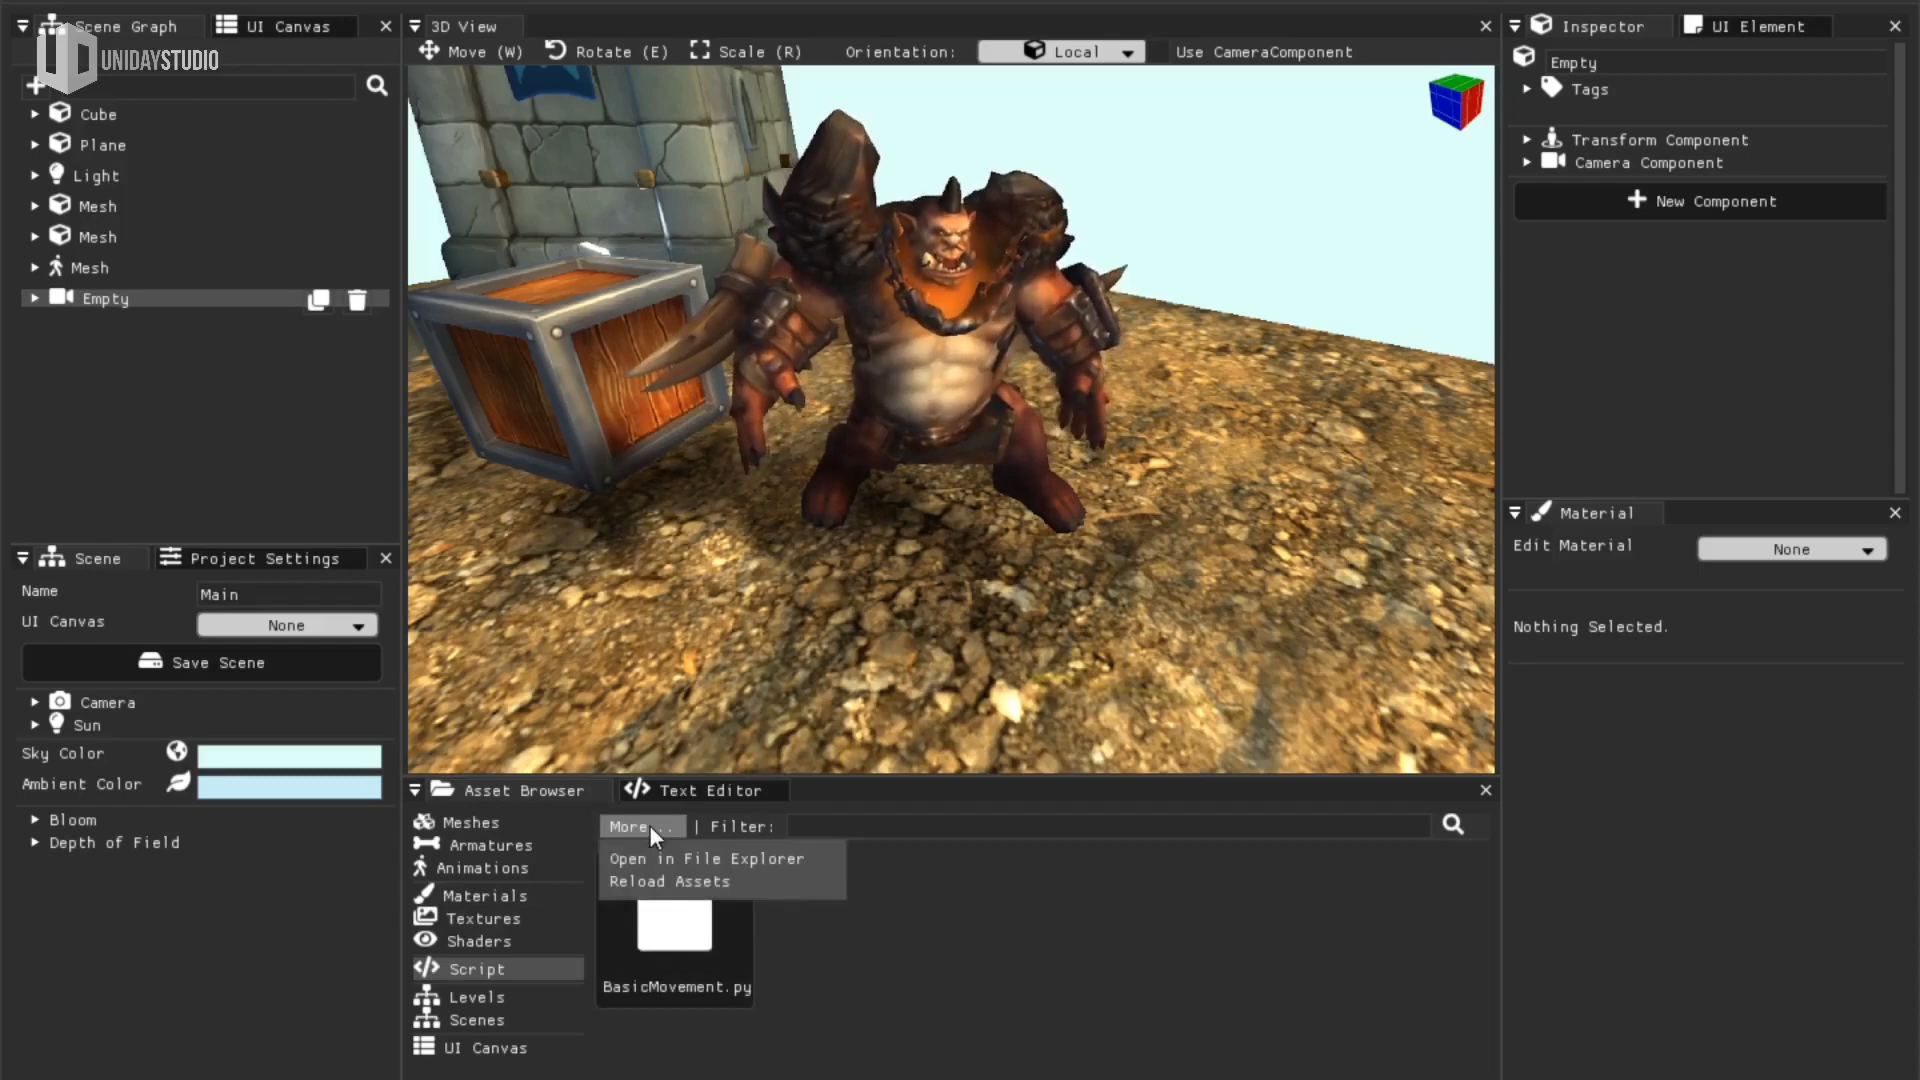 Scene Graph
UI Canvas
UNIDAYSTUDIO
Cube
Plane
Light
Mesh
Mesh
Mesh
Empty
Scene
Project Settings
Name
Main
UI Canvas
None
Save Scene
Camera
Sun
Sky Color
Ambient Color
Bloom
Depth of Field
3D View
Move (W)
Rotate (E)
Scale (R)
Orientation:
Local
Use CameraComponent
Asset Browser
Text Editor
Meshes
Armatures
Animations
Materials
Textures
Shaders
Script
Levels
Scenes
UI Canvas
More...
| Filter:
Open in File Explorer
Reload Assets
BasicMovement.py
Inspector
UI Element
Empty
Tags
Transform Component
Camera Component
New Component
Material
Edit Material
None
Nothing Selected.